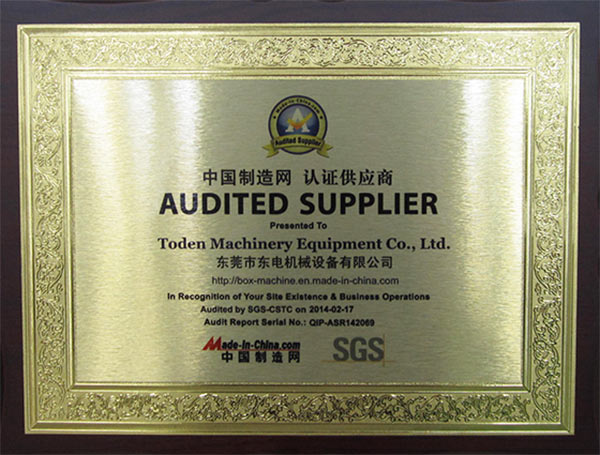 Made-in-China.com
Audited Supplier
中国制造网 认证供应商
AUDITED SUPPLIER
Presented To
Toden Machinery Equipment Co., Ltd.
东莞市东电机械设备有限公司
http://box-machine.en.made-in-china.com
In Recognition of Your Site Existence & Business Operations
Audited by SGS-CSTC on 2014-02-17
Audit Report Serial No.: QIP-ASR142069
Made-in-China.com
中国制造网
SGS